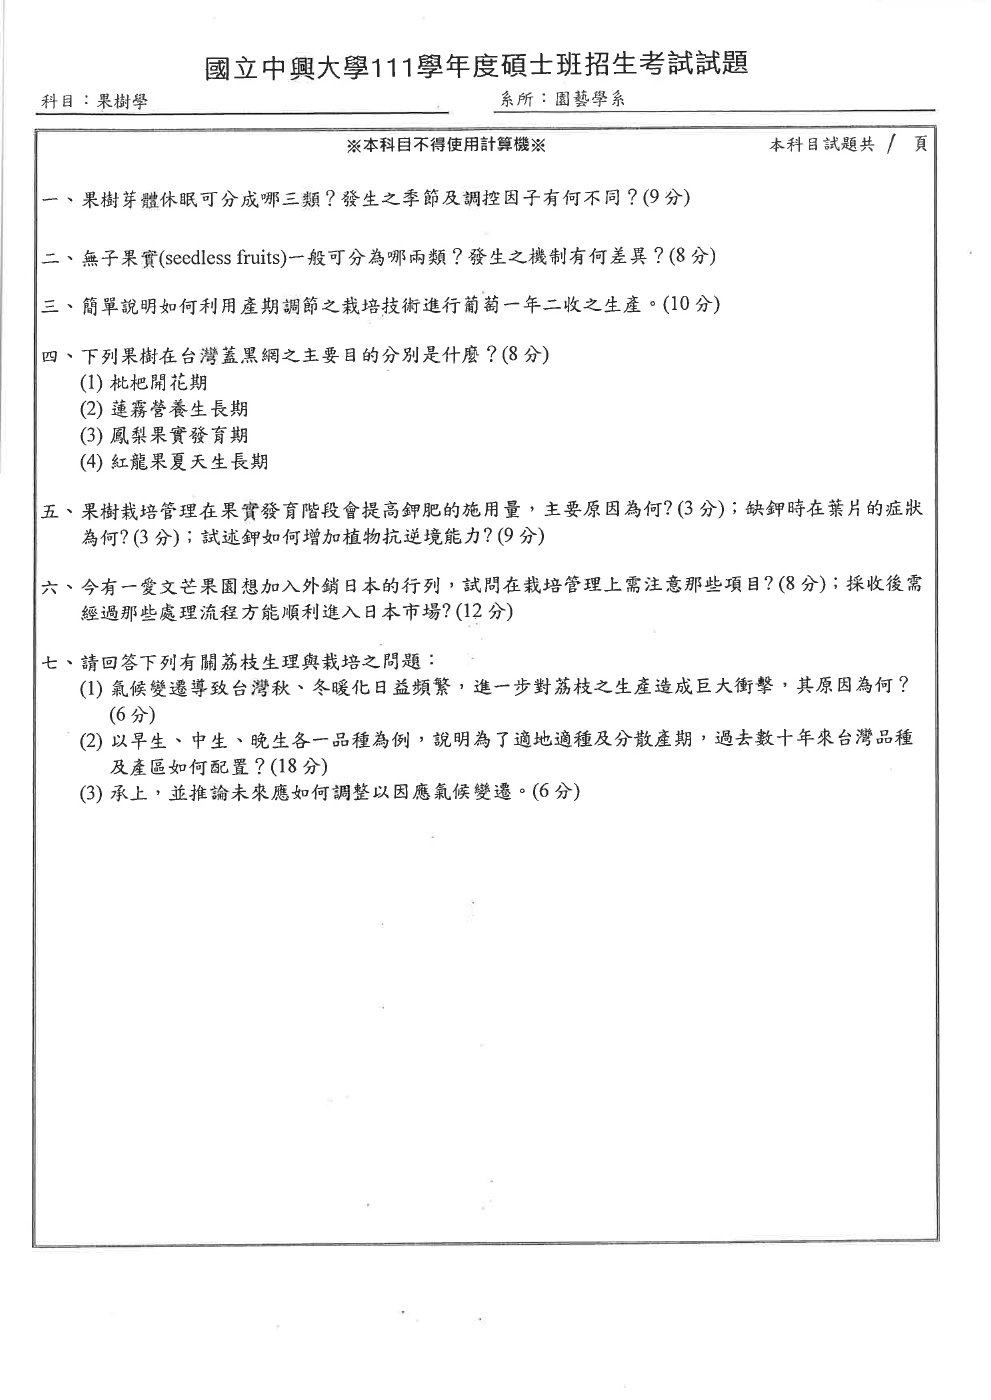 國立中興大學111學年度碩士班招生考試試題
科目：果樹學
系所：園藝學系
※本科目不得使用計算機※
本科目試題共 1 頁
一、果樹芽體休眠可分成哪三類？發生之季節及調控因子有何不同？(9 分)
二、無子果實(seedless fruits)一般可分為哪兩類？發生之機制有何差異？(8 分)
三、簡單說明如何利用產期調節之栽培技術進行葡萄一年二收之生產。(10 分)
四、下列果樹在台灣蓋黑網之主要目的分別是什麼？(8 分)
(1) 枇杷開花期
(2) 蓮霧營養生長期
(3) 鳳梨果實發育期
(4) 紅龍果夏天生長期
五、果樹栽培管理在果實發育階段會提高鉀肥的施用量，主要原因為何? (3 分)；缺鉀時在葉片的症狀
為何? (3 分)；試述鉀如何增加植物抗逆境能力? (9 分)
六、今有一愛文芒果園想加入外銷日本的行列，試問在栽培管理上需注意那些項目? (8 分)；採收後需
經過那些處理流程方能順利進入日本市場? (12 分)
七、請回答下列有關荔枝生理與栽培之問題：
(1) 氣候變遷導致台灣秋、冬暖化日益頻繁，進一步對荔枝之生產造成巨大衝擊，其原因為何？
(6 分)
(2) 以早生、中生、晚生各一品種為例，說明為了適地適種及分散產期，過去數十年來台灣品種
及產區如何配置？(18 分)
(3) 承上，並推論未來應如何調整以因應氣候變遷。(6 分)